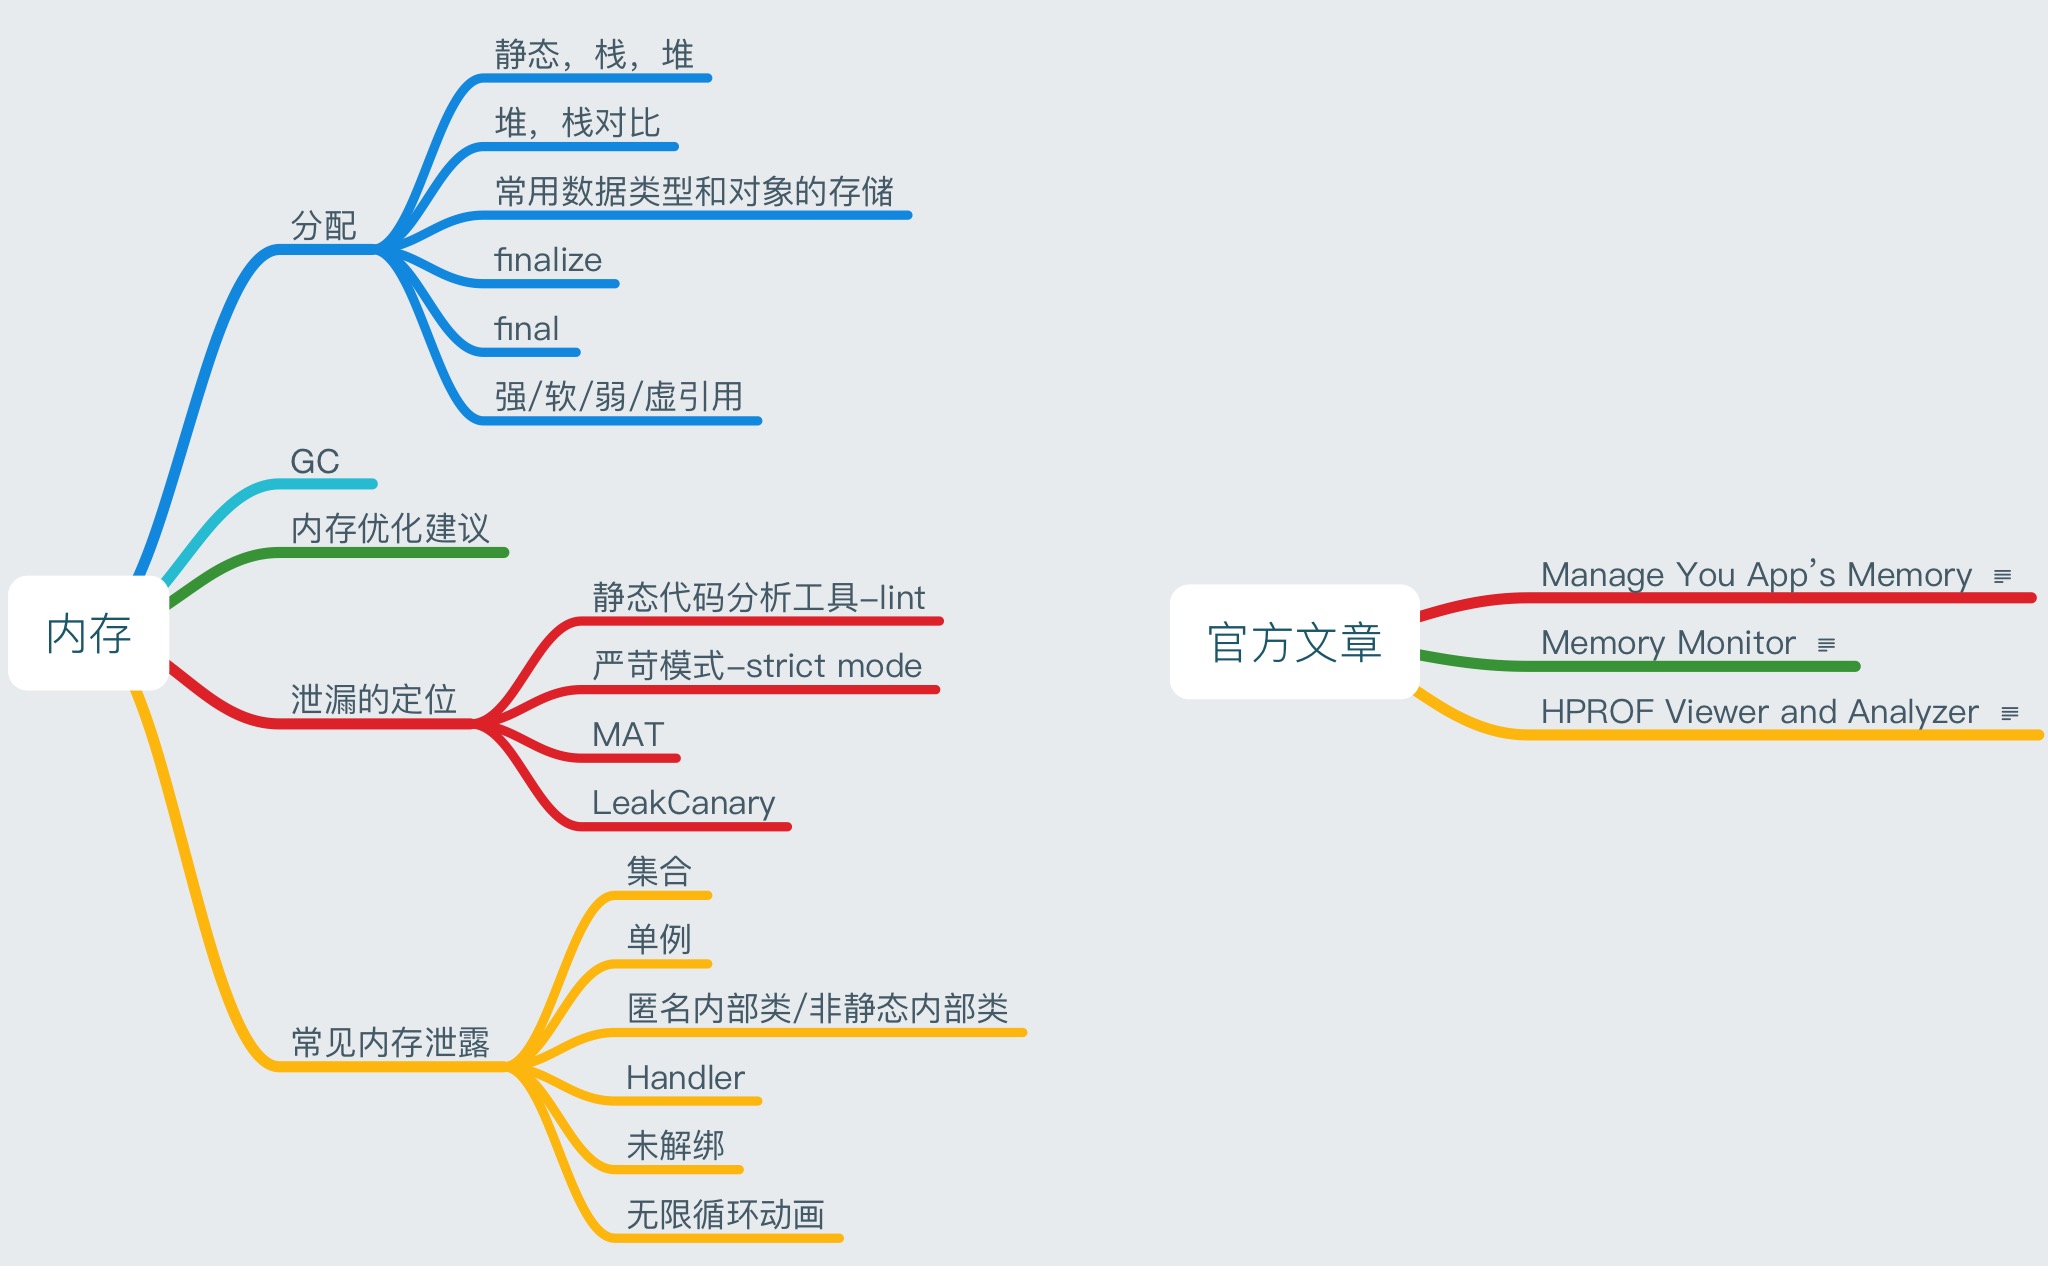 静态，栈，堆
堆，栈对比
常用数据类型和对象的存储
分配
finalize
final
强/软/弱/虚引用
GC
内存优化建议
内存
静态代码分析工具-lint
严苛模式-strict mode
泄漏的定位
MAT
LeakCanary
集合
单例
匿名内部类/非静态内部类
常见内存泄露
Handler
未解绑
无限循环动画
官方文章
Manage You App's Memory
Memory Monitor
HPROF Viewer and Analyzer